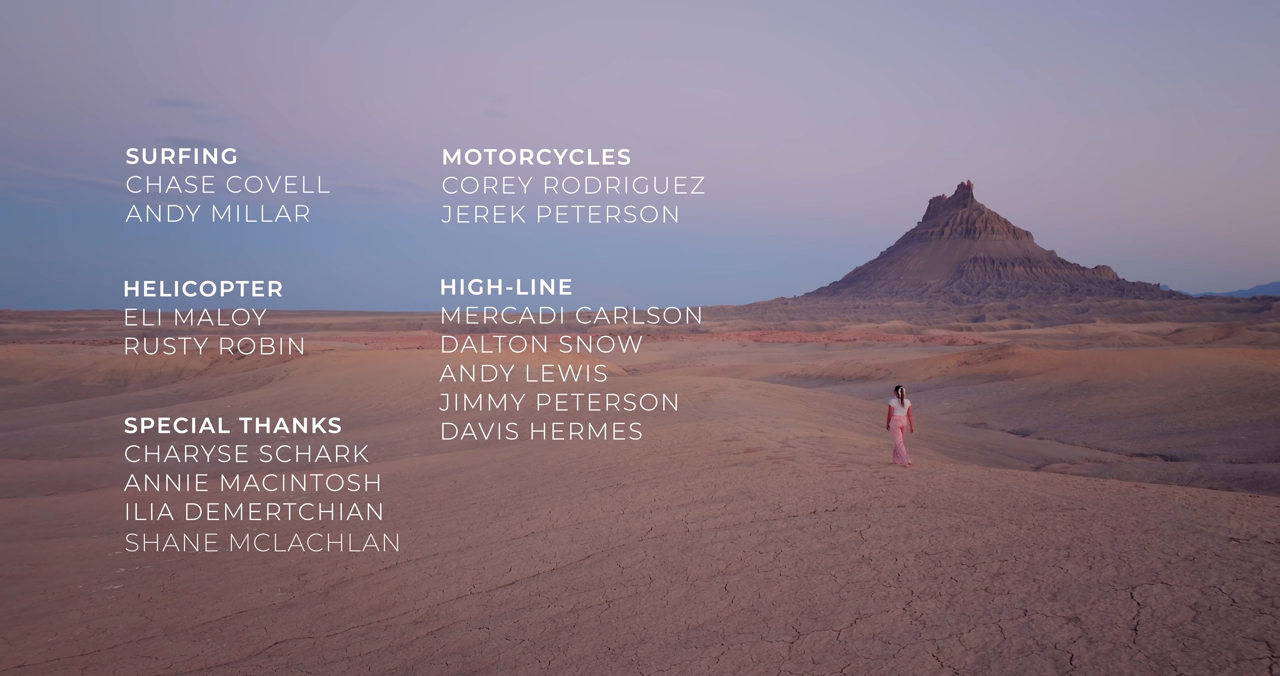 SURFING
CHASE COVELL
ANDY MILLAR
HELICOPTER
ELI MALOY
RUSTY ROBIN
SPECIAL THANKS
CHARYSE SCHARK
ANNIE MACINTOSH
ILIA DEMERTCHIAN
SHANE MCLACHLAN
MOTORCYCLES
COREY RODRIGUEZ
JEREK PETERSON
HIGH-LINE
MERCADI CARLSON
DALTON SNOW
ANDY LEWIS
JIMMY PETERSON
DAVIS HERMES